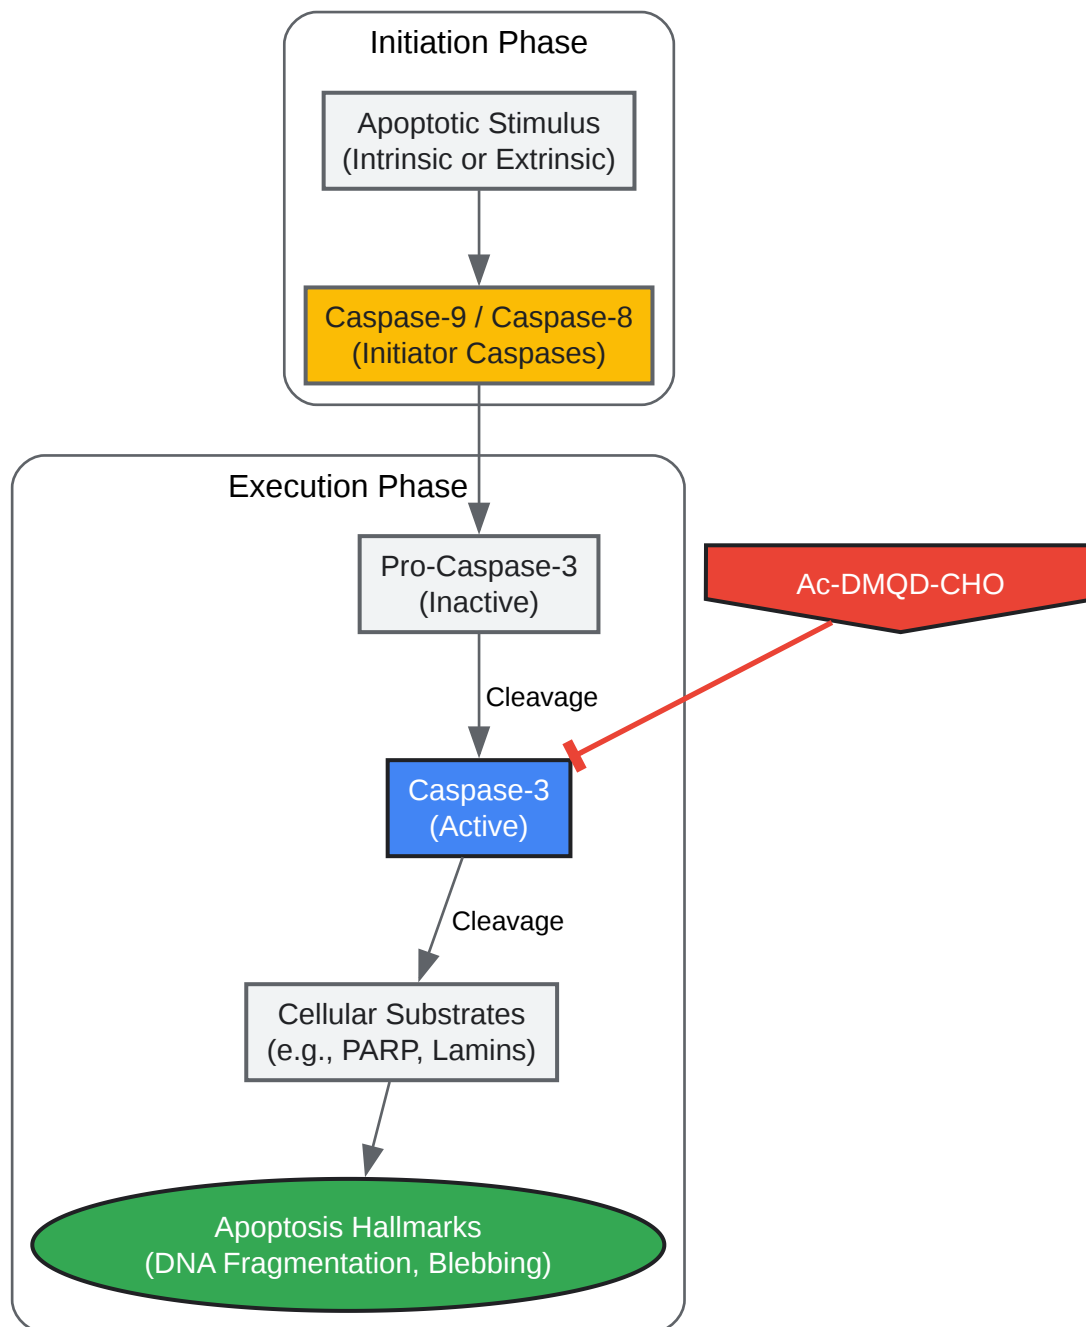 Initiation Phase
Apoptotic Stimulus
(Intrinsic or Extrinsic)
Caspase-9 / Caspase-8
(Initiator Caspases)
Execution Phase
Pro-Caspase-3
(Inactive)
Ac-DMQD-CHO
Cleavage
Caspase-3
(Active)
Cleavage
Cellular Substrates
(e.g., PARP, Lamins)
Apoptosis Hallmarks
(DNA Fragmentation, Blebbing)